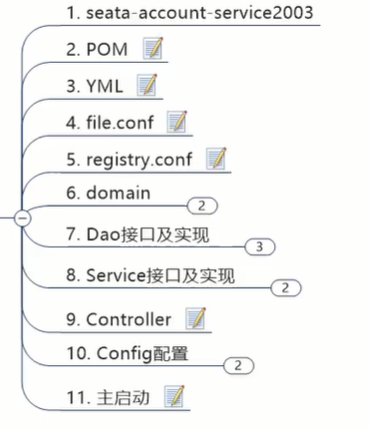 1. seata-account-service2003
2. POM
3. YML
4. file.conf
5. registry.conf
6. domain
2
7. Dao接口及实现
3
8. Service接口及实现
2
9. Controller
10. Config配置
2
11. 主启动